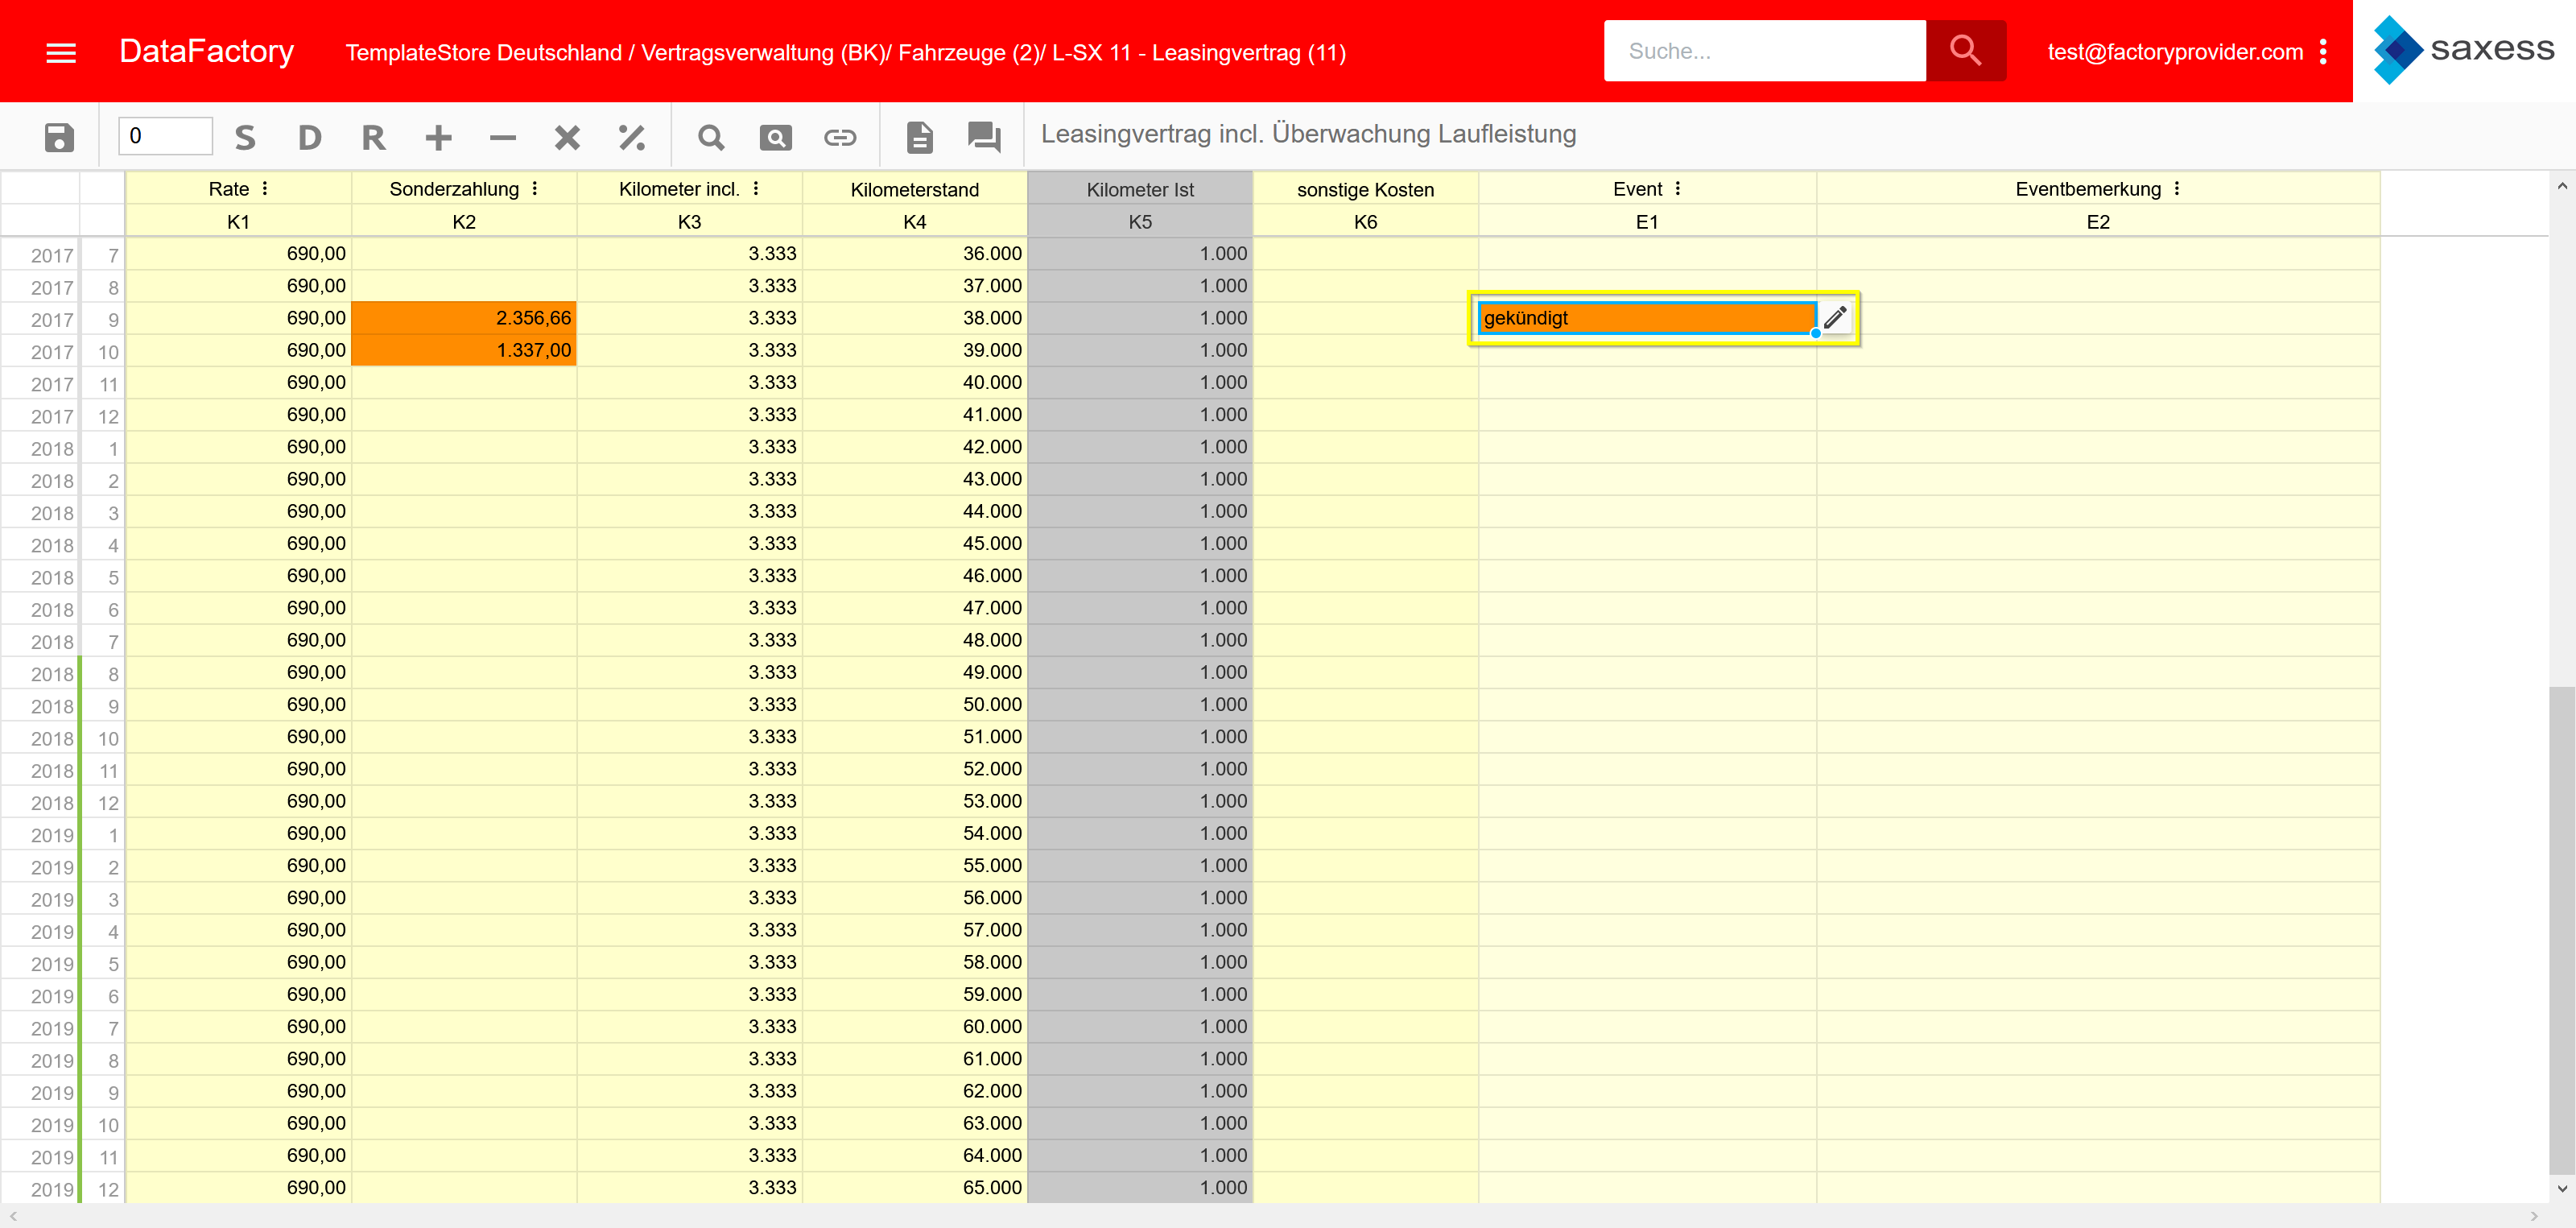 DataFactory TemplateStore Deutschland / Vertragsverwaltung (BK)/ Fahrzeuge (2)/ L-SX 11 - Leasingvertrag (11) Suche... test@factoryprovider.com saxess
0 S D R Leasingvertrag incl. Überwachung Laufleistung
Rate Sonderzahlung Kilometer incl. Kilometerstand Kilometer Ist sonstige Kosten Event Eventbemerkung
K1 K2 K3 K4 K5 K6 E1 E2
2017 7 690,00 3.333 36.000 1.000
2017 8 690,00 3.333 37.000 1.000
2017 9 690,00 2.356,66 3.333 38.000 1.000 gekündigt
2017 10 690,00 1.337,00 3.333 39.000 1.000
2017 11 690,00 3.333 40.000 1.000
2017 12 690,00 3.333 41.000 1.000
2018 1 690,00 3.333 42.000 1.000
2018 2 690,00 3.333 43.000 1.000
2018 3 690,00 3.333 44.000 1.000
2018 4 690,00 3.333 45.000 1.000
2018 5 690,00 3.333 46.000 1.000
2018 6 690,00 3.333 47.000 1.000
2018 7 690,00 3.333 48.000 1.000
2018 8 690,00 3.333 49.000 1.000
2018 9 690,00 3.333 50.000 1.000
2018 10 690,00 3.333 51.000 1.000
2018 11 690,00 3.333 52.000 1.000
2018 12 690,00 3.333 53.000 1.000
2019 1 690,00 3.333 54.000 1.000
2019 2 690,00 3.333 55.000 1.000
2019 3 690,00 3.333 56.000 1.000
2019 4 690,00 3.333 57.000 1.000
2019 5 690,00 3.333 58.000 1.000
2019 6 690,00 3.333 59.000 1.000
2019 7 690,00 3.333 60.000 1.000
2019 8 690,00 3.333 61.000 1.000
2019 9 690,00 3.333 62.000 1.000
2019 10 690,00 3.333 63.000 1.000
2019 11 690,00 3.333 64.000 1.000
2019 12 690,00 3.333 65.000 1.000